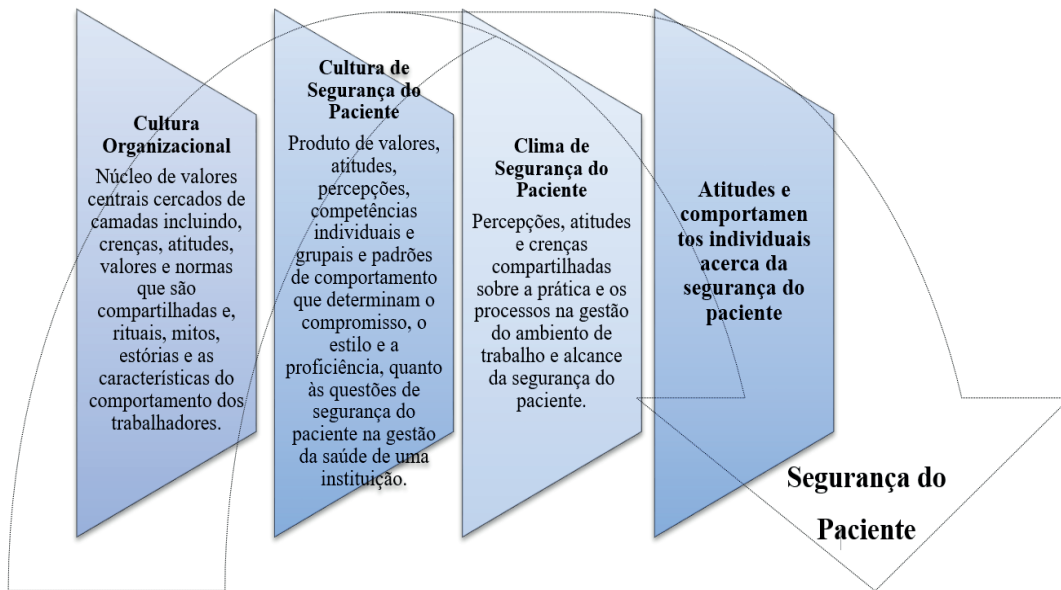 Cultura
Organizacional
Núcleo de valores
centrais cercados de
camadas incluindo,
crenças, atitudes,
valores e normas
que são
compartilhadas e,
rituais, mitos,
estórias e as
características do
comportamento dos
trabalhadores.
Cultura de
Segurança do
Paciente
Produto de valores,
atitudes,
percepções,
competências
individuais e
grupais e padrões
de comportamento
que determinam o
compromisso, o
estilo e a
proficiência, quanto
às questões de
segurança do
paciente na gestão
da saúde de uma
instituição.
Clima de
Segurança do
Paciente
Percepções, atitudes
e crenças
compartilhadas
sobre a prática e os
processos na gestão
do ambiente de
trabalho e alcance
da segurança do
paciente.
Atitudes e
comportamen
tos individuais
acerca da
segurança do
paciente
Segurança do
Paciente